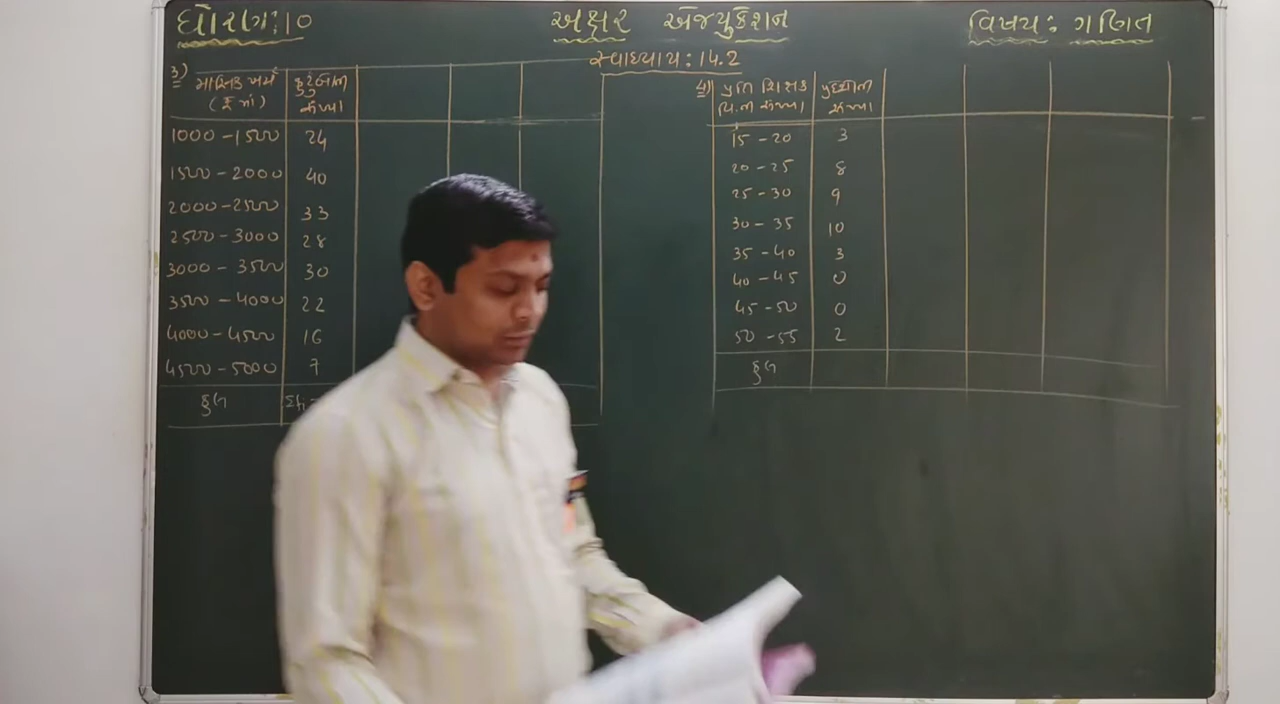 ધોરણ:10
અક્ષર એજ્યુકેશન
વિષય: ગણિત
સ્વાધ્યાય: 14.2
3)
માસિક ખર્ચ (₹ માં) કુટુંબોની સંખ્યા
1000-1500 24
1500-2000 40
2000-2500 33
2500-3000 28
3000-3500 30
3500-4000 22
4000-4500 16
4500-5000 7
કુલ Σfi
4) પ્રતિ શિક્ષક વિ.ની સંખ્યા
પ્રદેશોની સંખ્યા
15-20 3
20-25 8
25-30 9
30-35 10
35-40 3
40-45 0
45-50 0
50-55 2
કુલ